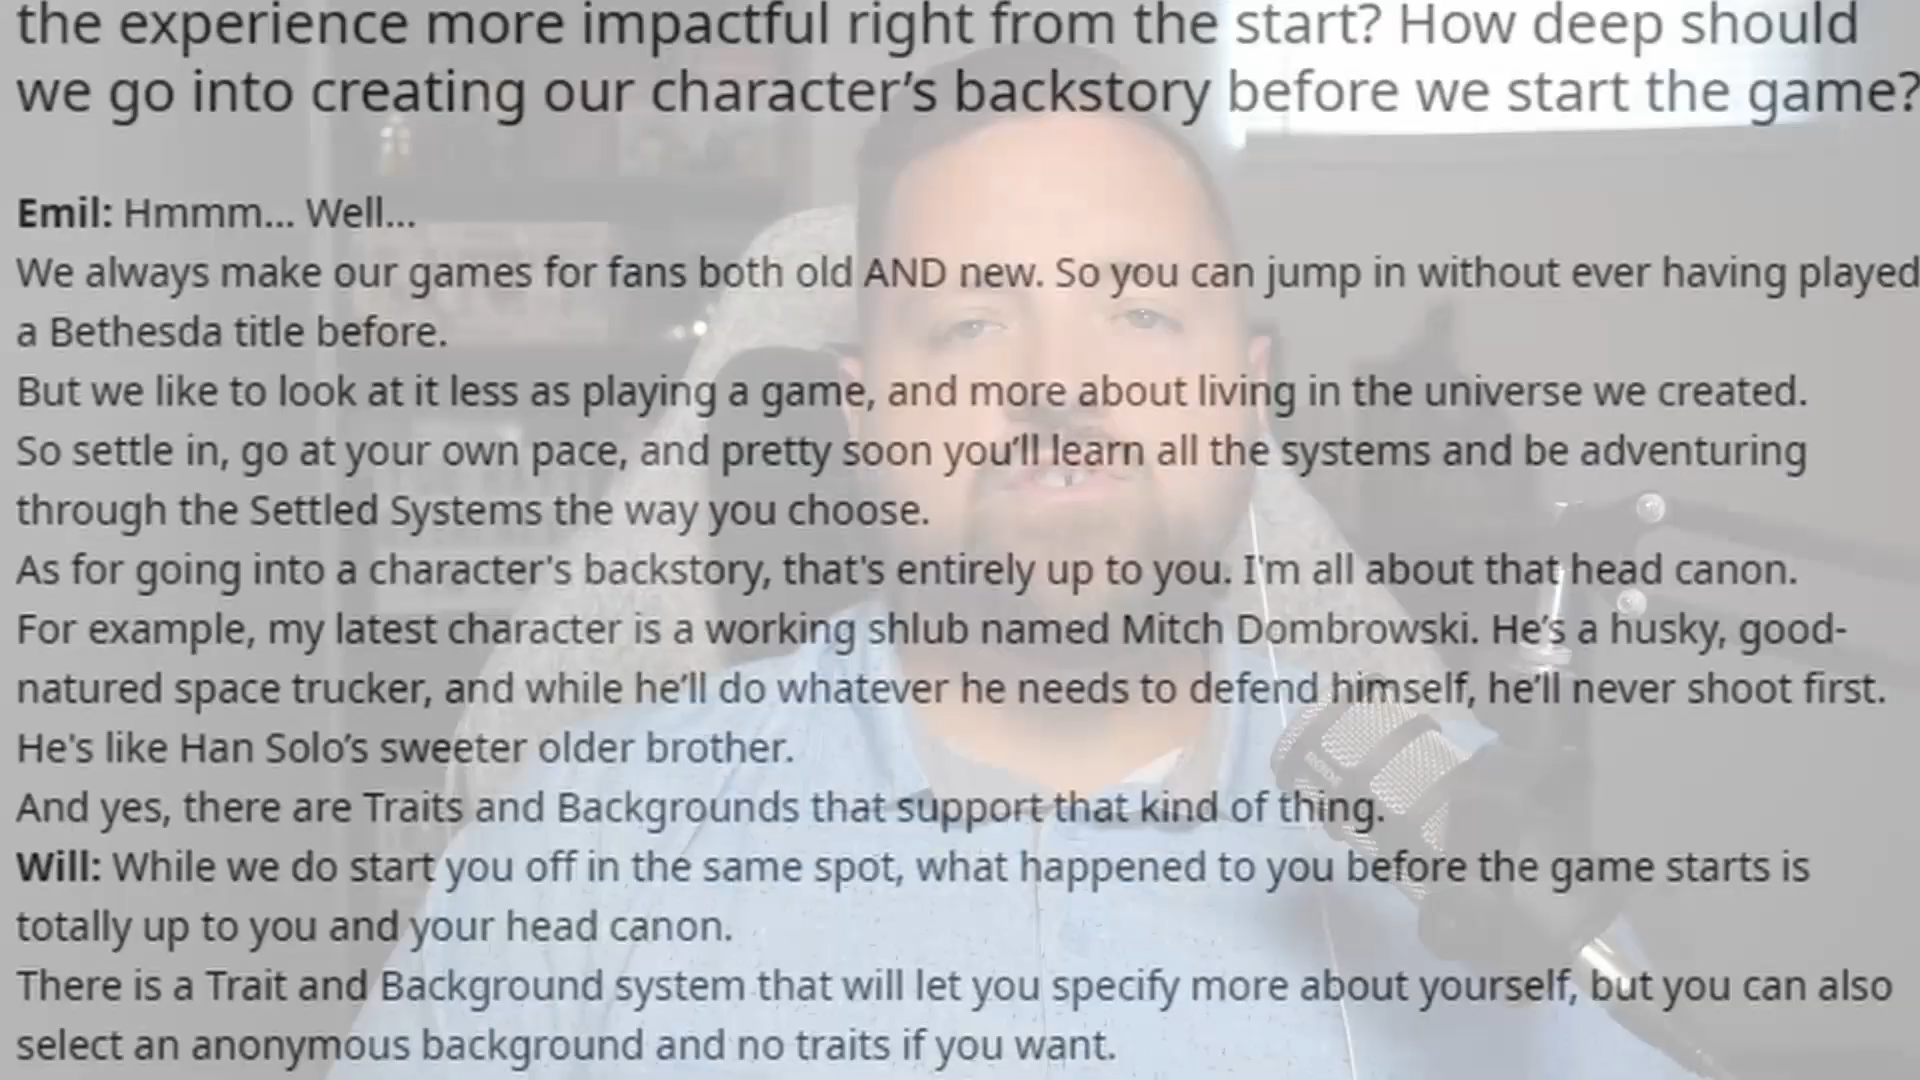 the experience more impactful right from the start? How deep should
we go into creating our character’s backstory before we start the game?
Emil: Hmmm... Well...
We always make our games for fans both old AND new. So you can jump in without ever having played
a Bethesda title before.
But we like to look at it less as playing a game, and more about living in the universe we created.
So settle in, go at your own pace, and pretty soon you’ll learn all the systems and be adventuring
through the Settled Systems the way you choose.
As for going into a character's backstory, that's entirely up to you. I'm all about that head canon.
For example, my latest character is a working shlub named Mitch Dombrowski. He’s a husky, good-
natured space trucker, and while he’ll do whatever he needs to defend himself, he’ll never shoot first.
He's like Han Solo’s sweeter older brother.
And yes, there are Traits and Backgrounds that support that kind of thing.
Will: While we do start you off in the same spot, what happened to you before the game starts is
totally up to you and your head canon.
There is a Trait and Background system that will let you specify more about yourself, but you can also
select an anonymous background and no traits if you want.
RODE